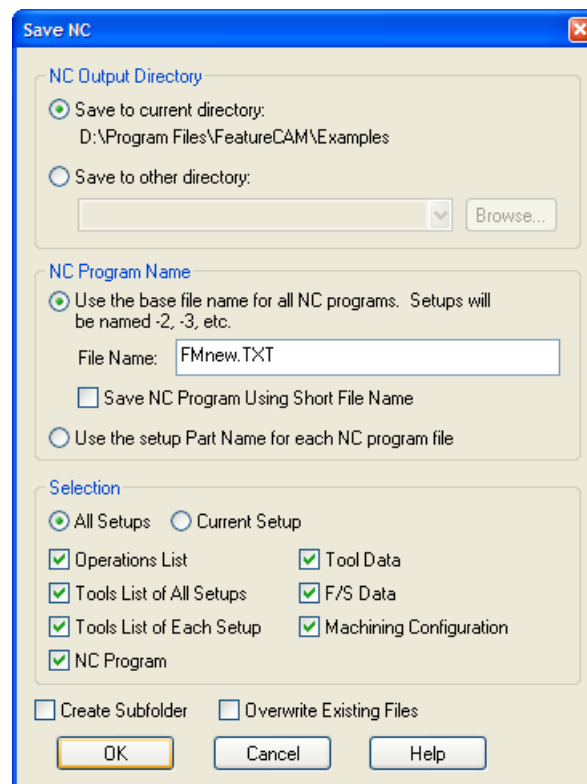 Save NC
NC Output Directory
Save to current directory:
D:\Program Files\FeatureCAM\Examples
Save to other directory:
Browse...
NC Program Name
Use the base file name for all NC programs. Setups will
be named -2, -3, etc.
File Name: FMnew.TXT
Save NC Program Using Short File Name
Use the setup Part Name for each NC program file
Selection
All Setups Current Setup
Operations List Tool Data
Tools List of All Setups F/S Data
Tools List of Each Setup Machining Configuration
NC Program
Create Subfolder Overwrite Existing Files
OK Cancel Help